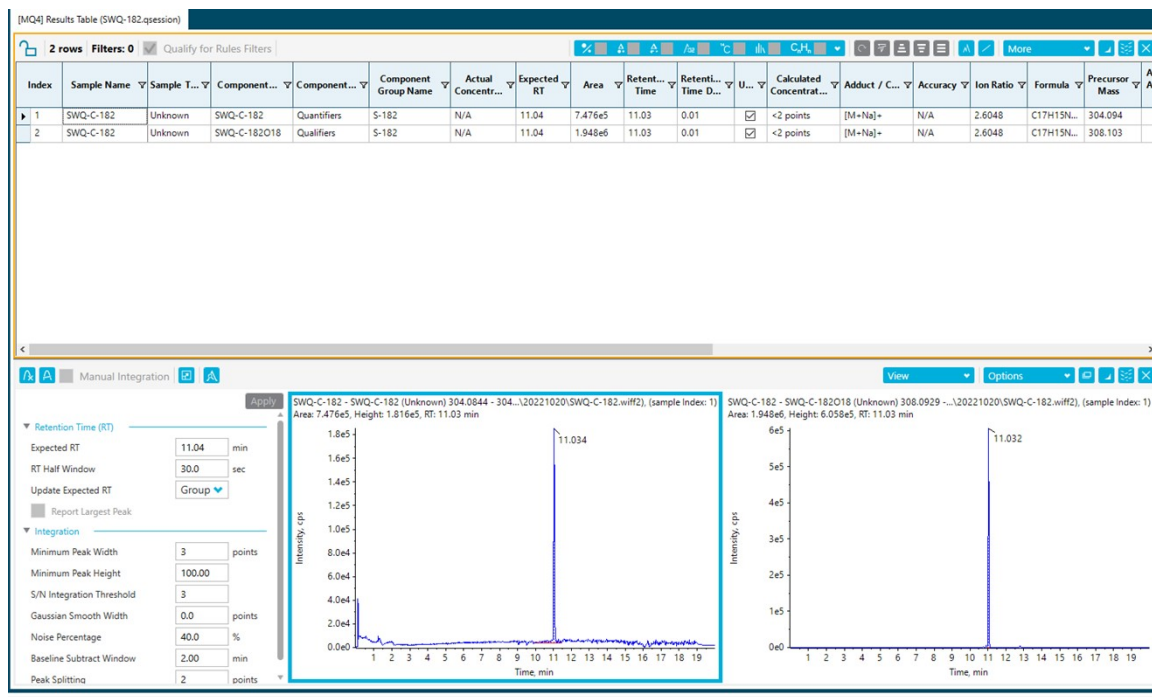 [MQ4] Results Table (SWQ-182.qsession)
2 rows Filters: 0 Qualify for Rules Filters More
Index Sample Name Sample T... Component... Component... Component Group Name Actual Concentr... Expected RT Area Retent... Time Retenti... Time D... U... Calculated Concentrat... Adduct / C... Accuracy Ion Ratio Formula Precursor Mass
1 SWQ-C-182 Unknown SWQ-C-182 Quantifiers S-182 N/A 11.04 7.476e5 11.03 0.01 <2 points [M+Na]+ N/A 2.6048 C17H15N... 304.094
2 SWQ-C-182 Unknown SWQ-C-182O18 Qualifiers S-182 N/A 11.04 1.948e6 11.03 0.01 <2 points [M+Na]+ N/A 2.6048 C17H15N... 308.103
Manual Integration View Options
Apply
Retention Time (RT)
Expected RT 11.04 min
RT Half Window 30.0 sec
Update Expected RT Group
Report Largest Peak
Integration
Minimum Peak Width 3 points
Minimum Peak Height 100.00
S/N Integration Threshold 3
Gaussian Smooth Width 0.0 points
Noise Percentage 40.0 %
Baseline Subtract Window 2.00 min
Peak Splitting 2 points
SWQ-C-182 - SWQ-C-182 (Unknown) 304.0844 - 304...\20221020\SWQ-C-182.wiff2), (sample Index: 1)
Area: 7.476e5, Height: 1.816e5, RT: 11.03 min
11.034
1.8e5
1.6e5
1.4e5
1.2e5
1.0e5
8.0e4
6.0e4
4.0e4
2.0e4
0.0e0
Intensity, cps
1 2 3 4 5 6 7 8 9 10 11 12 13 14 15 16 17 18 19
Time, min
SWQ-C-182 - SWQ-C-182O18 (Unknown) 308.0929 -...\20221020\SWQ-C-182.wiff2), (sample Index: 1)
Area: 1.948e6, Height: 6.058e5, RT: 11.03 min
11.032
6e5
5e5
4e5
3e5
2e5
1e5
0e0
Intensity, cps
1 2 3 4 5 6 7 8 9 10 11 12 13 14 15 16 17 18 19
Time, min